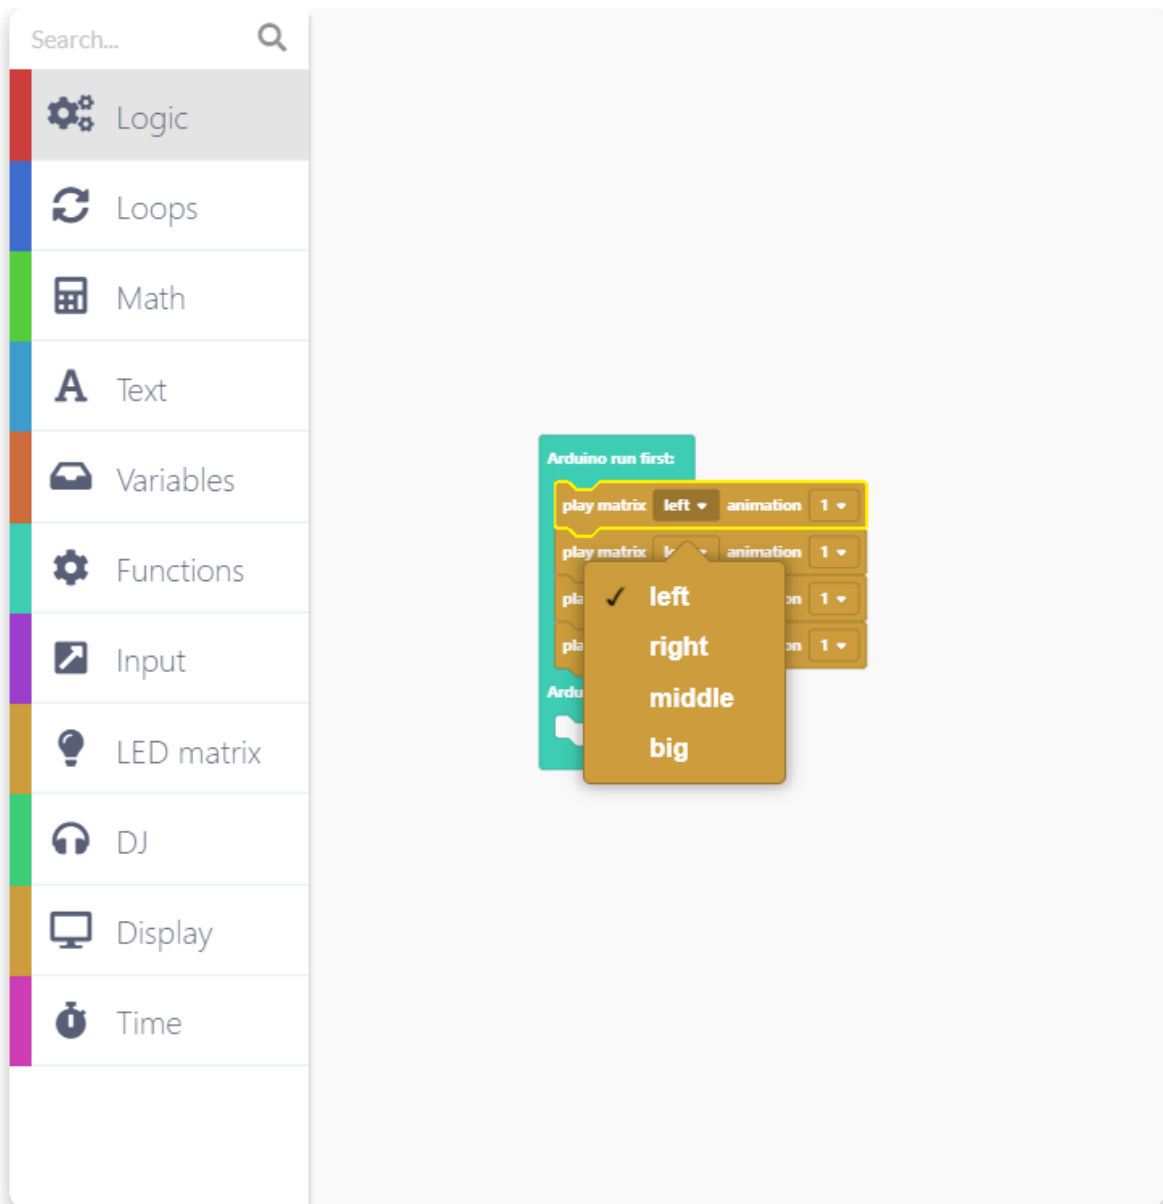 Search...
Logic
Loops
Math
Text
Variables
Functions
Input
LED matrix
DJ
Display
Time
Arduino run first:
play matrix left animation 1
play matrix animation 1
1
1
left
right
middle
big